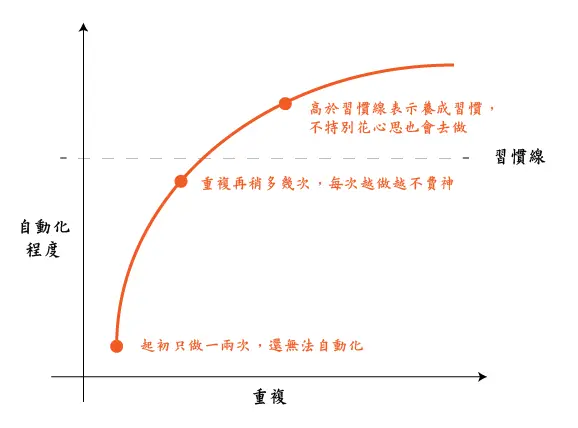 高於習慣線表示養成習慣，
不特別花心思也會去做
習慣線
重複再稍多幾次，每次越做越不費神
自動化
程度
起初只做一兩次，還無法自動化
重複